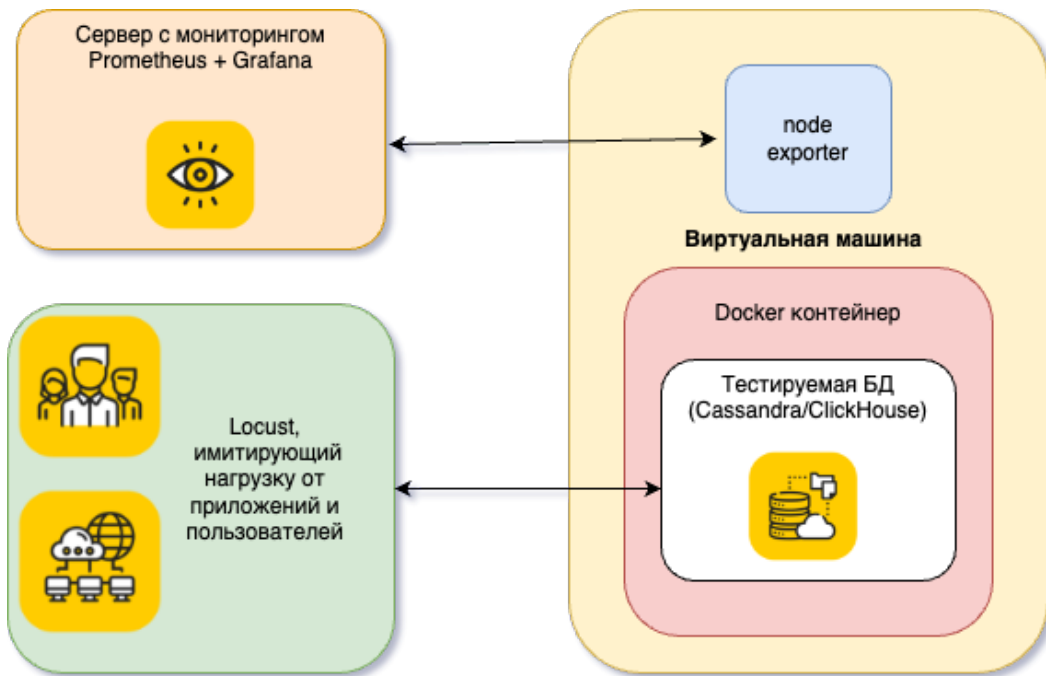 Сервер с мониторингом
Prometheus + Grafana
node
exporter
Виртуальная машина
Docker контейнер
Тестируемая БД
(Cassandra/ClickHouse)
Locust,
имитирующий
нагрузку от
приложений и
пользователей